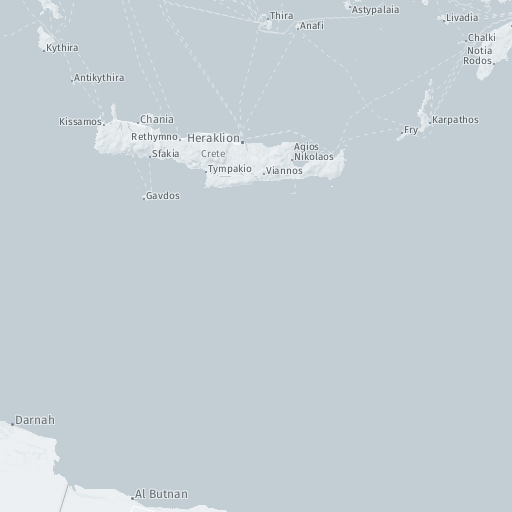 Thira
Astypalaia
Livadia
Anafi
Chalki
Kythira
Notia
Rodos
Antikythira
Kissamos
Chania
Karpathos
Fry
Rethymno
Heraklion
Agios
Nikolaos
Sfakia
Crete
Tympakio
Viannos
Gavdos
Darnah
Al Butnan